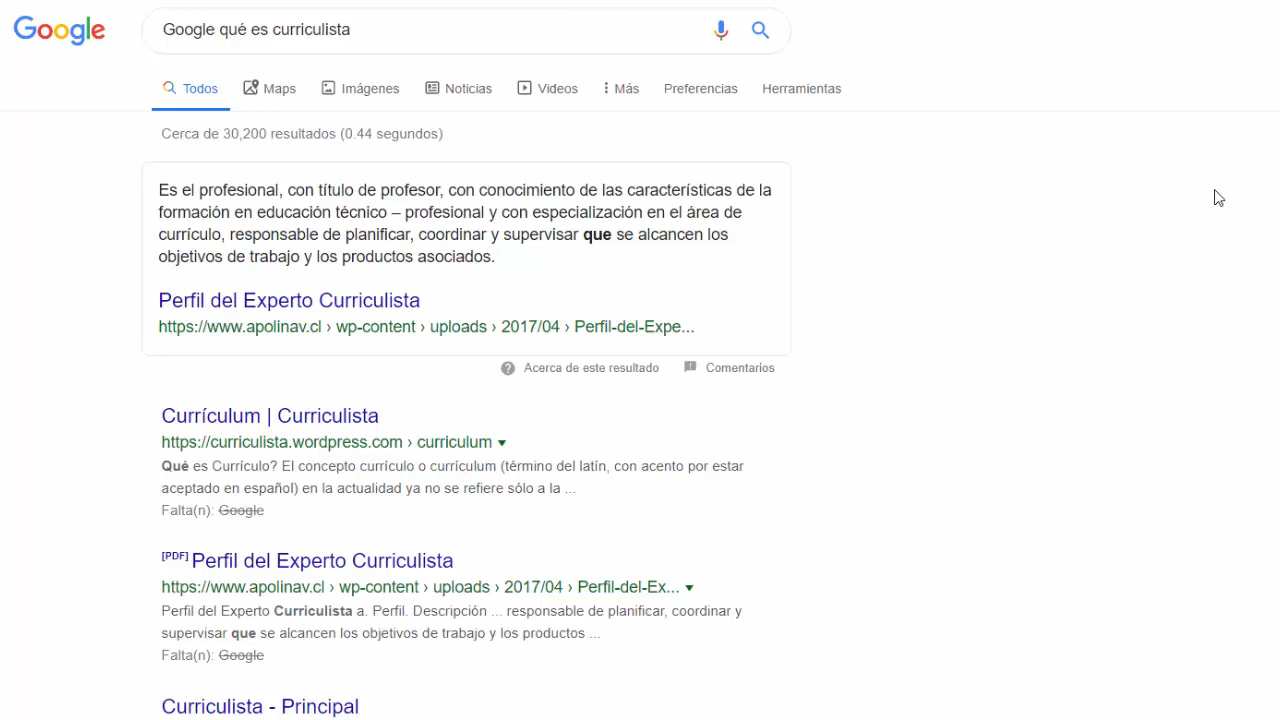 Google
Google qué es curriculista
Todos Maps Imágenes Noticias Videos Más Preferencias Herramientas
Cerca de 30,200 resultados (0.44 segundos)
Es el profesional, con título de profesor, con conocimiento de las características de la
formación en educación técnico – profesional y con especialización en el área de
currículo, responsable de planificar, coordinar y supervisar que se alcancen los
objetivos de trabajo y los productos asociados.
Perfil del Experto Curriculista
https://www.apolinav.cl › wp-content › uploads › 2017/04 › Perfil-del-Expe...
Acerca de este resultado Comentarios
Currículum | Curriculista
https://curriculista.wordpress.com › curriculum
Qué es Currículo? El concepto currículo o currículum (término del latín, con acento por estar
aceptado en español) en la actualidad ya no se refiere sólo a la ...
Falta(n): Google
[PDF] Perfil del Experto Curriculista
https://www.apolinav.cl › wp-content › uploads › 2017/04 › Perfil-del-Ex...
Perfil del Experto Curriculista a. Perfil. Descripción ... responsable de planificar, coordinar y
supervisar que se alcancen los objetivos de trabajo y los productos ...
Falta(n): Google
Curriculista - Principal